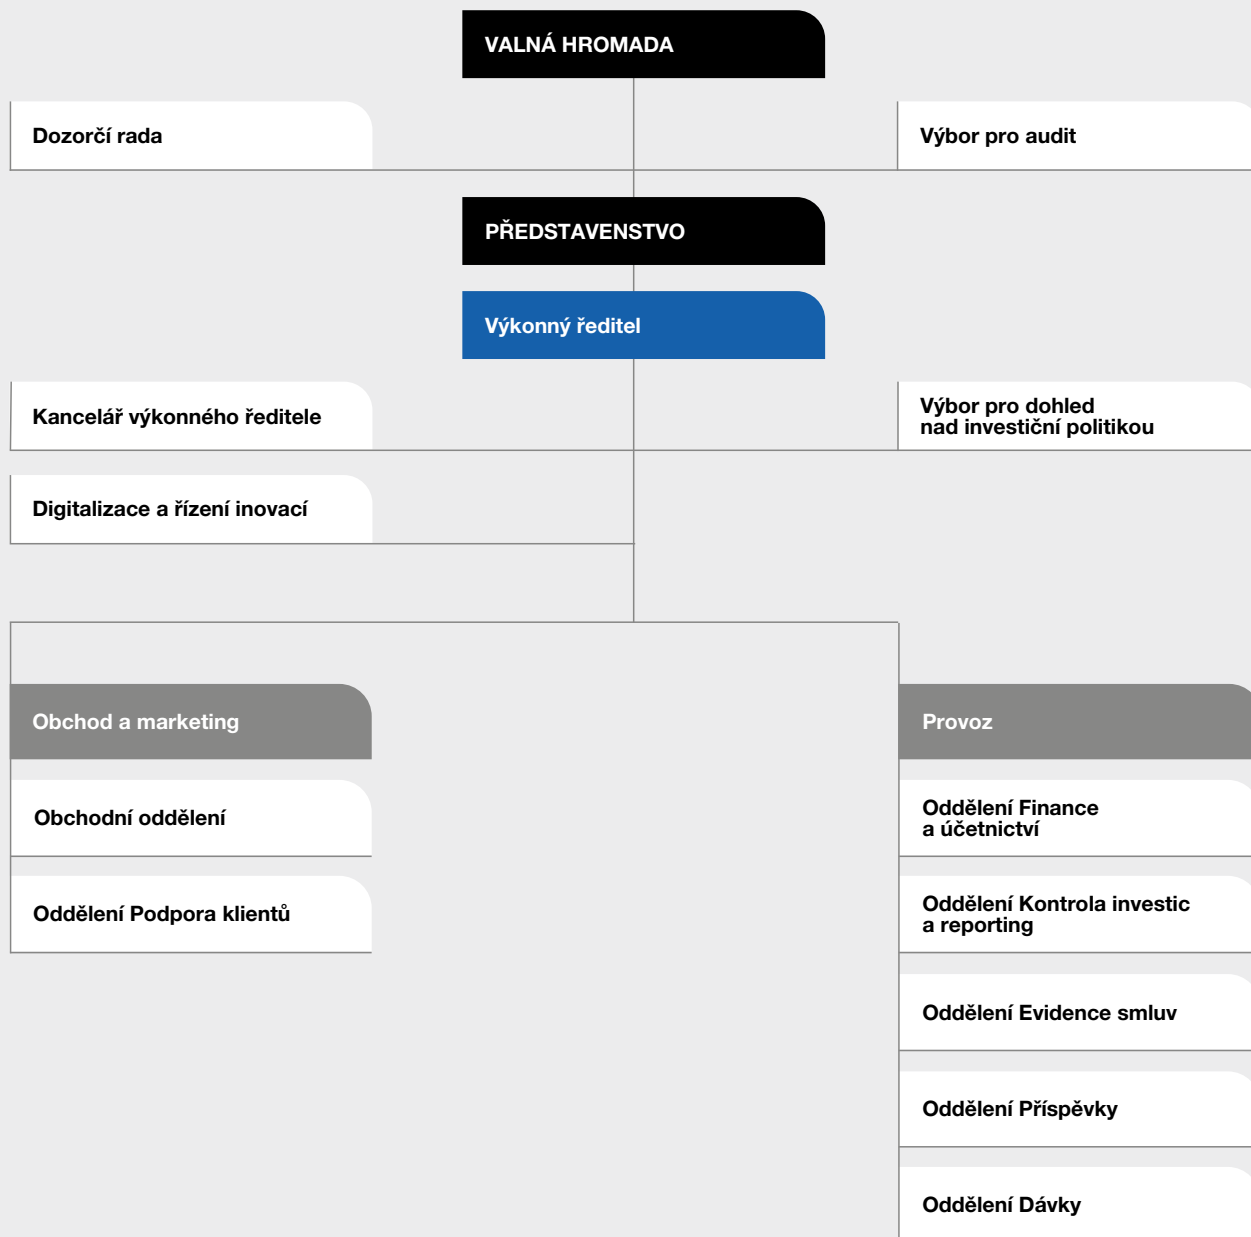 VALNÁ HROMADA
Dozorčí rada
Výbor pro audit
PŘEDSTAVENSTVO
Výkonný ředitel
Kancelář výkonného ředitele
Výbor pro dohled
nad investiční politikou
Digitalizace a řízení inovací
Obchod a marketing
Obchodní oddělení
Oddělení Podpora klientů
Provoz
Oddělení Finance
a účetnictví
Oddělení Kontrola investic
a reporting
Oddělení Evidence smluv
Oddělení Příspěvky
Oddělení Dávky